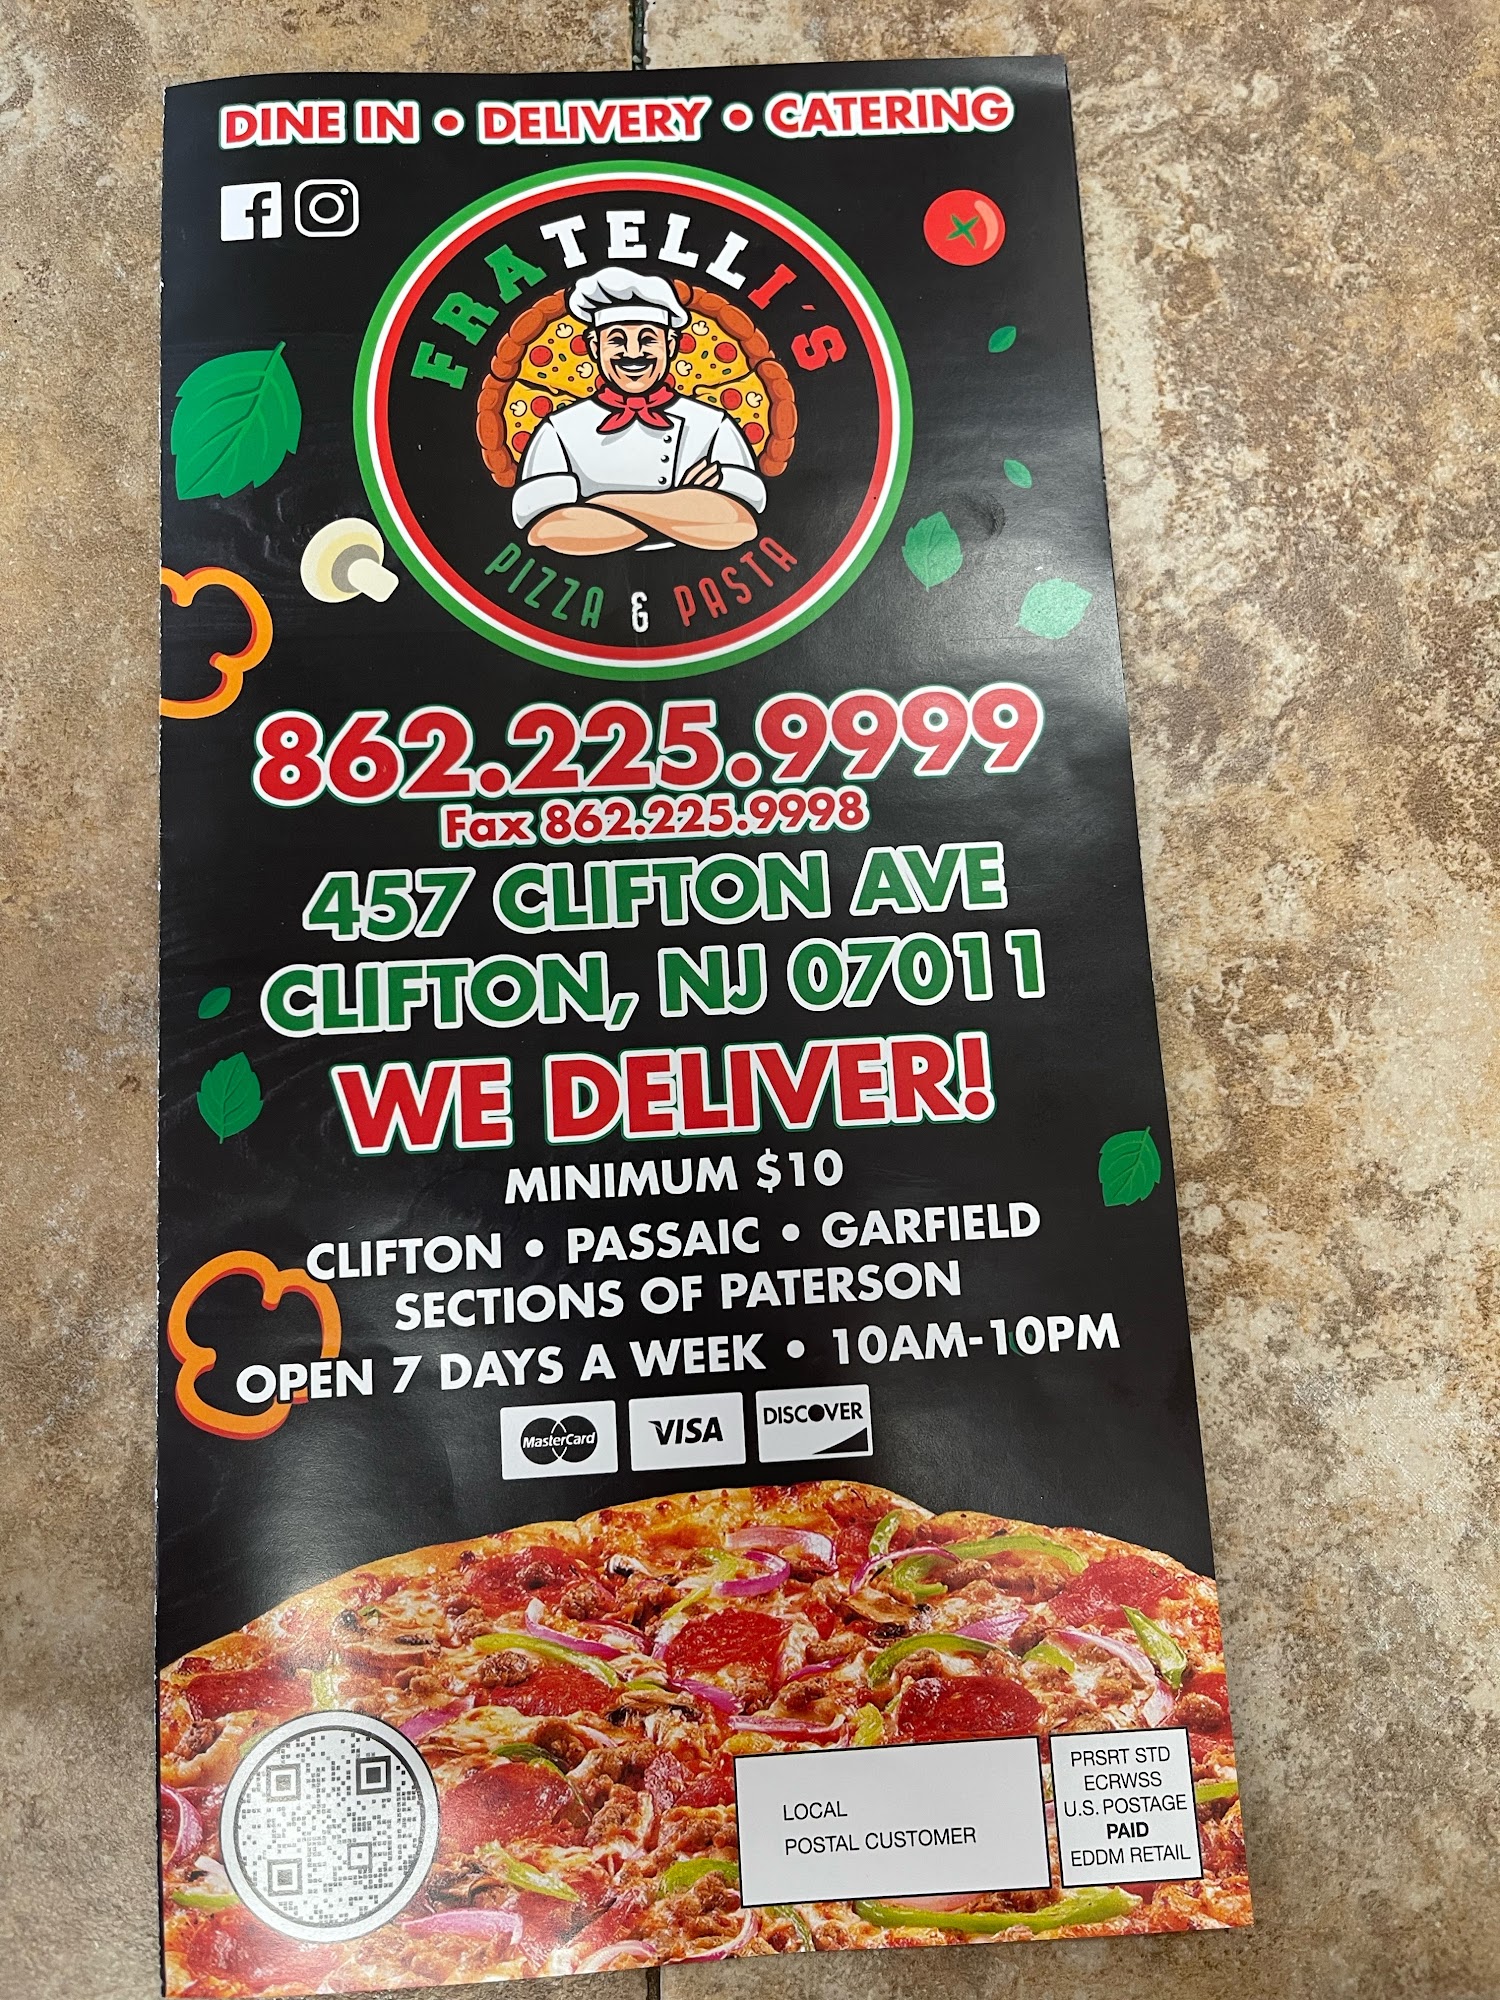 DINE IN • DELIVERY • CATERING
FRATELLI'S
PIZZA & PASTA
862.225.9999
Fax 862.225.9998
457 CLIFTON AVE
CLIFTON, NJ 07011
WE DELIVER!
MINIMUM $10
CLIFTON • PASSAIC • GARFIELD
SECTIONS OF PATERSON
OPEN 7 DAYS A WEEK • 10AM-10PM
MasterCard VISA DISCOVER
LOCAL
POSTAL CUSTOMER
PRSRT STD
ECRWSS
U.S. POSTAGE
PAID
EDDM RETAIL